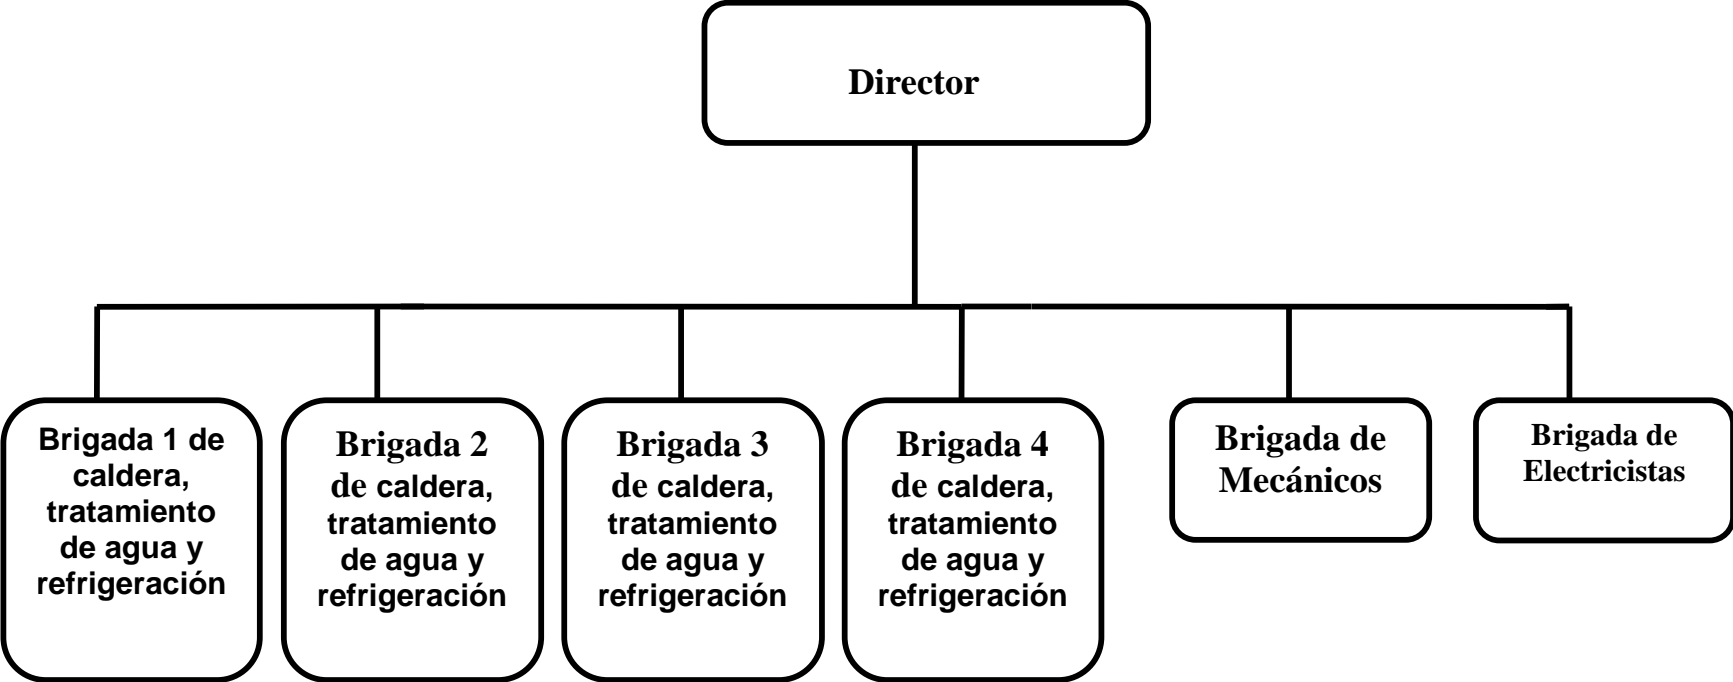 Director
Brigada 1 de
caldera,
tratamiento
de agua y
refrigeración
Brigada 2
de caldera,
tratamiento
de agua y
refrigeración
Brigada 3
de caldera,
tratamiento
de agua y
refrigeración
Brigada 4
de caldera,
tratamiento
de agua y
refrigeración
Brigada de
Mecánicos
Brigada de
Electricistas